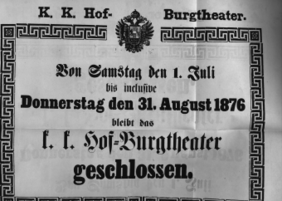 K. K. Hof- Burgtheater.
Von Samstag den 1. Juli
bis inclusive
Donnerstag den 31. August 1876
bleibt das
k. k. Hof-Burgtheater
geschlossen.